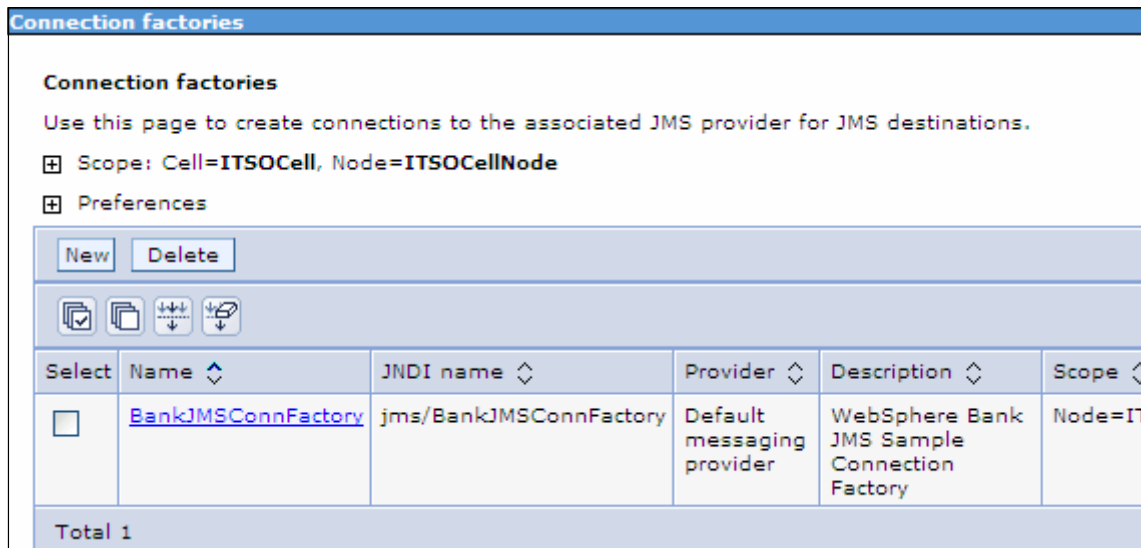 Connection factories
Connection factories
Use this page to create connections to the associated JMS provider for JMS destinations.
Scope: Cell=ITSOCell, Node=ITSOCellNode
Preferences
New Delete
Select Name JNDI name Provider Description Scope
BankJMSConnFactory jms/BankJMSConnFactory Default WebSphere Bank Node=IT
messaging JMS Sample
provider Connection
Factory
Total 1